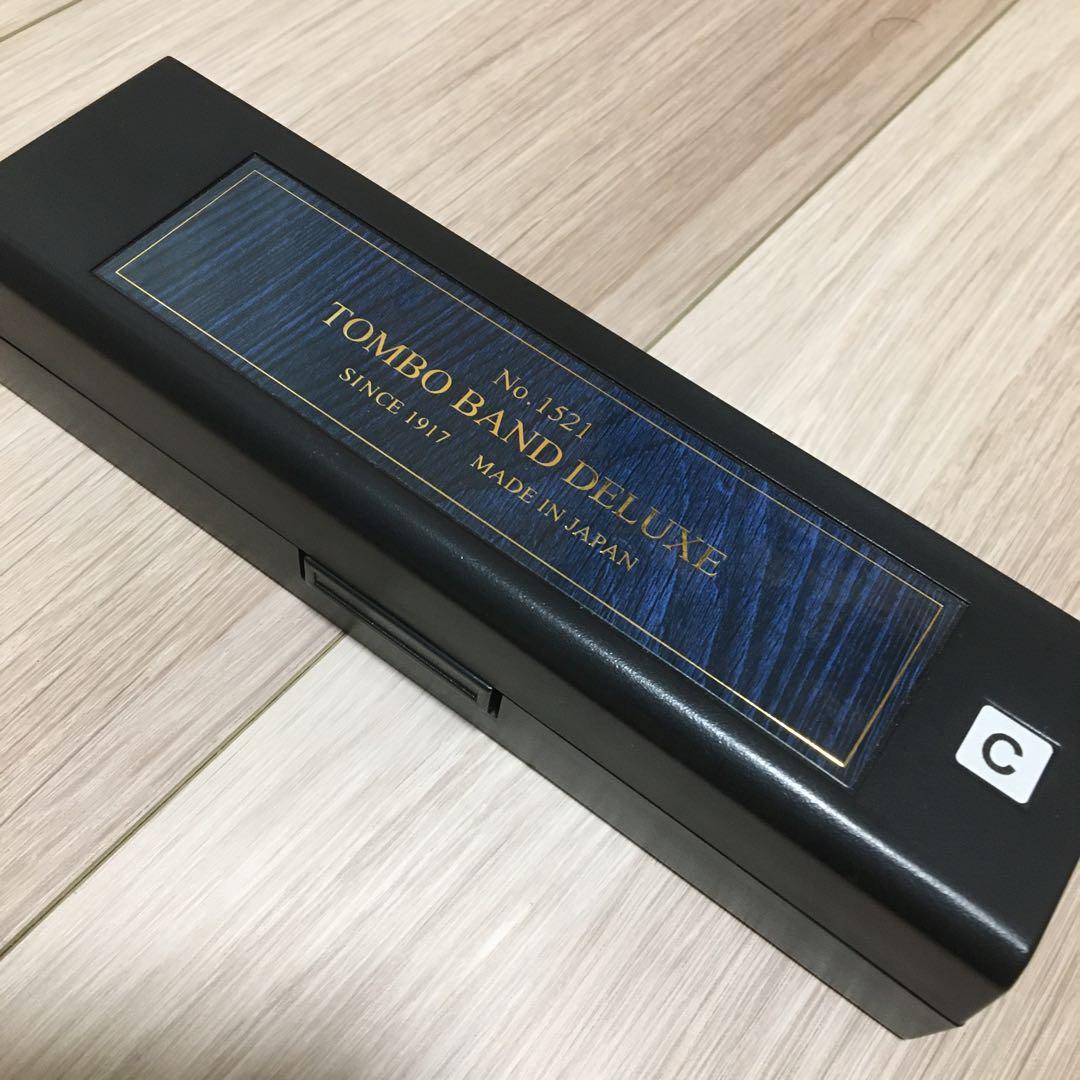 No.1521
TOMBO BAND DELUXE
SINCE 1917 MADE IN JAPAN
C